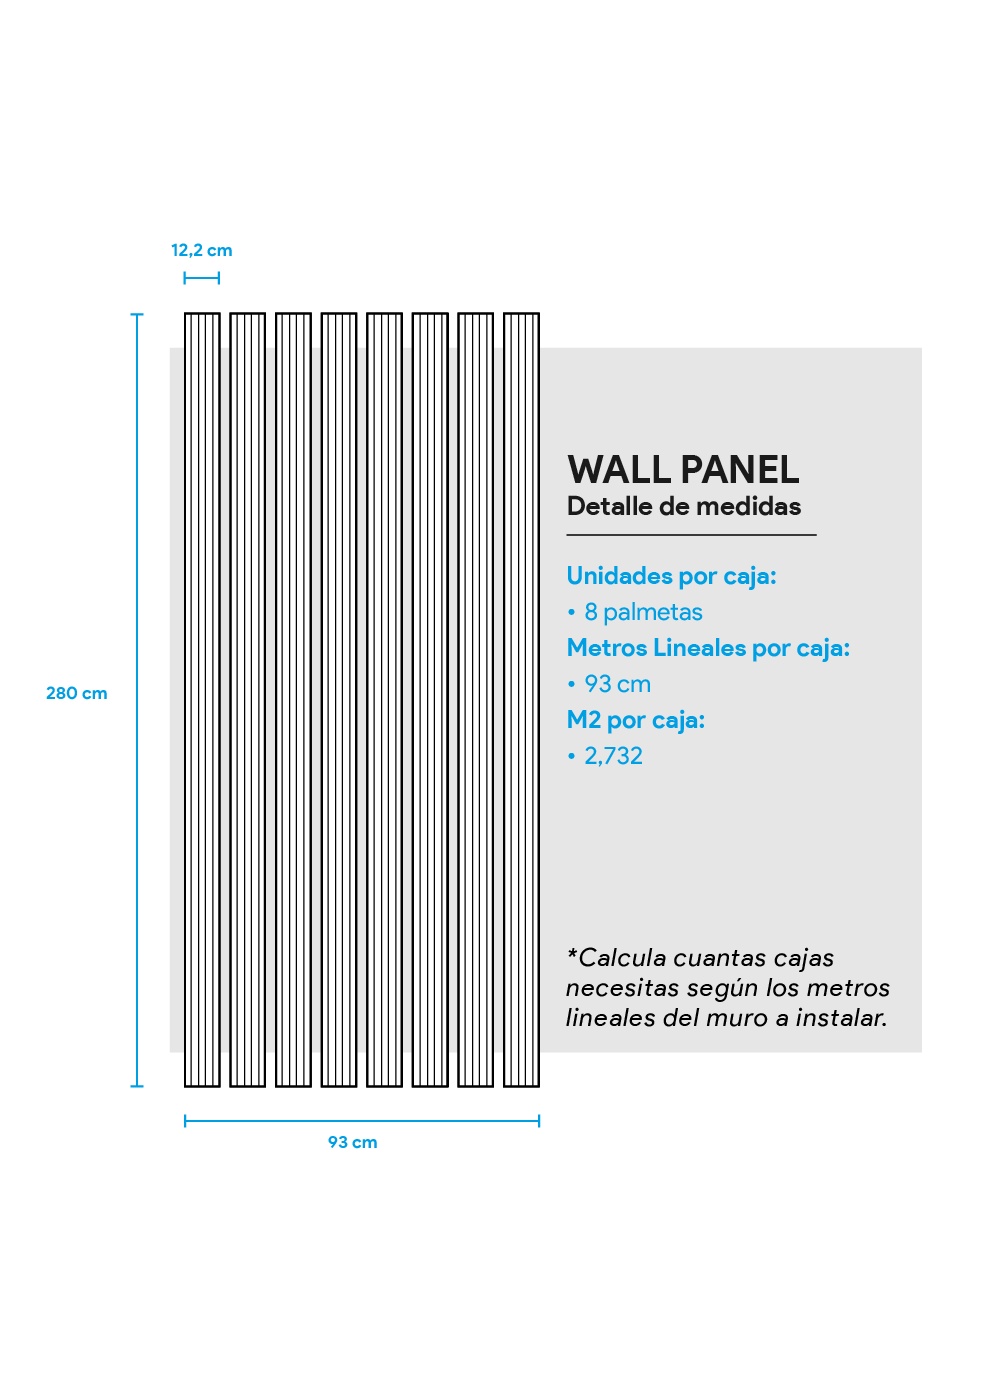 12,2 cm
280 cm
93 cm
WALL PANEL
Detalle de medidas
Unidades por caja:
• 8 palmetas
Metros Lineales por caja:
• 93 cm
M2 por caja:
• 2,732
*Calcula cuantas cajas
necesitas según los metros
lineales del muro a instalar.